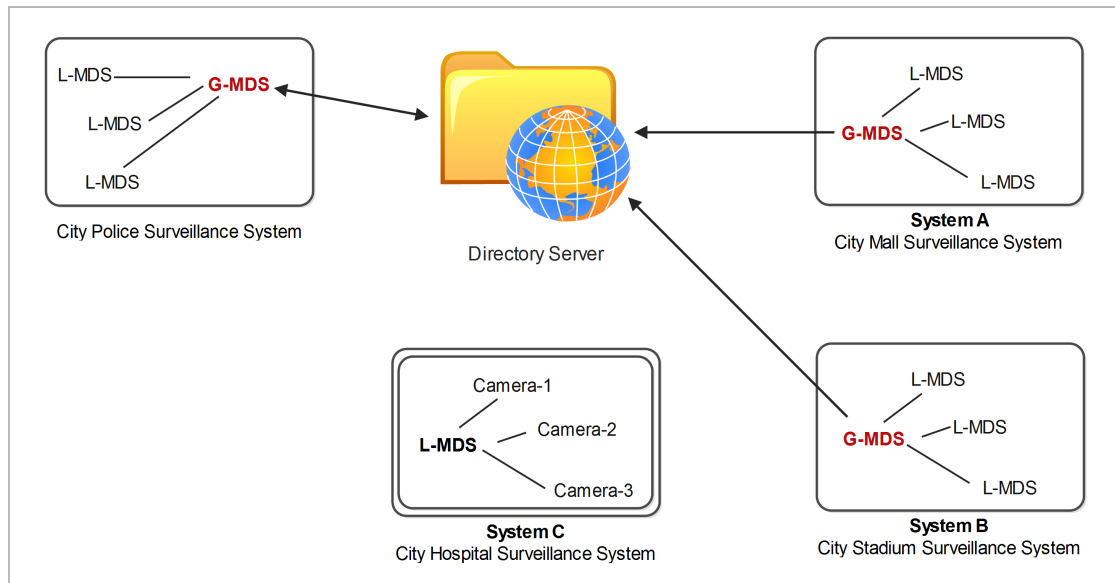 L-MDS
G-MDS
L-MDS
L-MDS
City Police Surveillance System
Directory Server
L-MDS
G-MDS
L-MDS
L-MDS
System A
City Mall Surveillance System
Camera-1
Camera-2
L-MDS
Camera-3
System C
City Hospital Surveillance System
L-MDS
L-MDS
G-MDS
L-MDS
System B
City Stadium Surveillance System